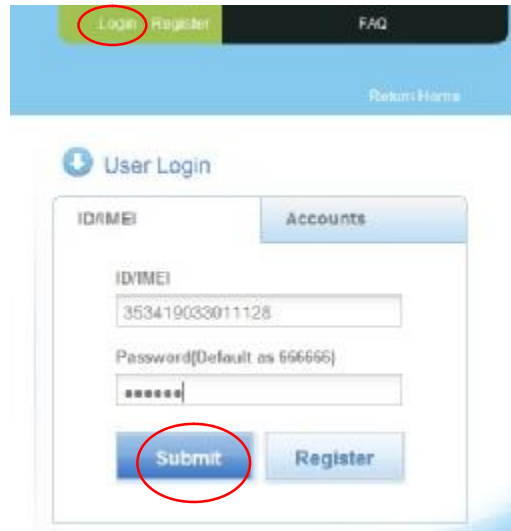 Login Register FAQ
Return Home
User Login
ID/IMEI Accounts
ID/IMEI
353419033011128
Password(Default as 666666)
••••••
Submit Register